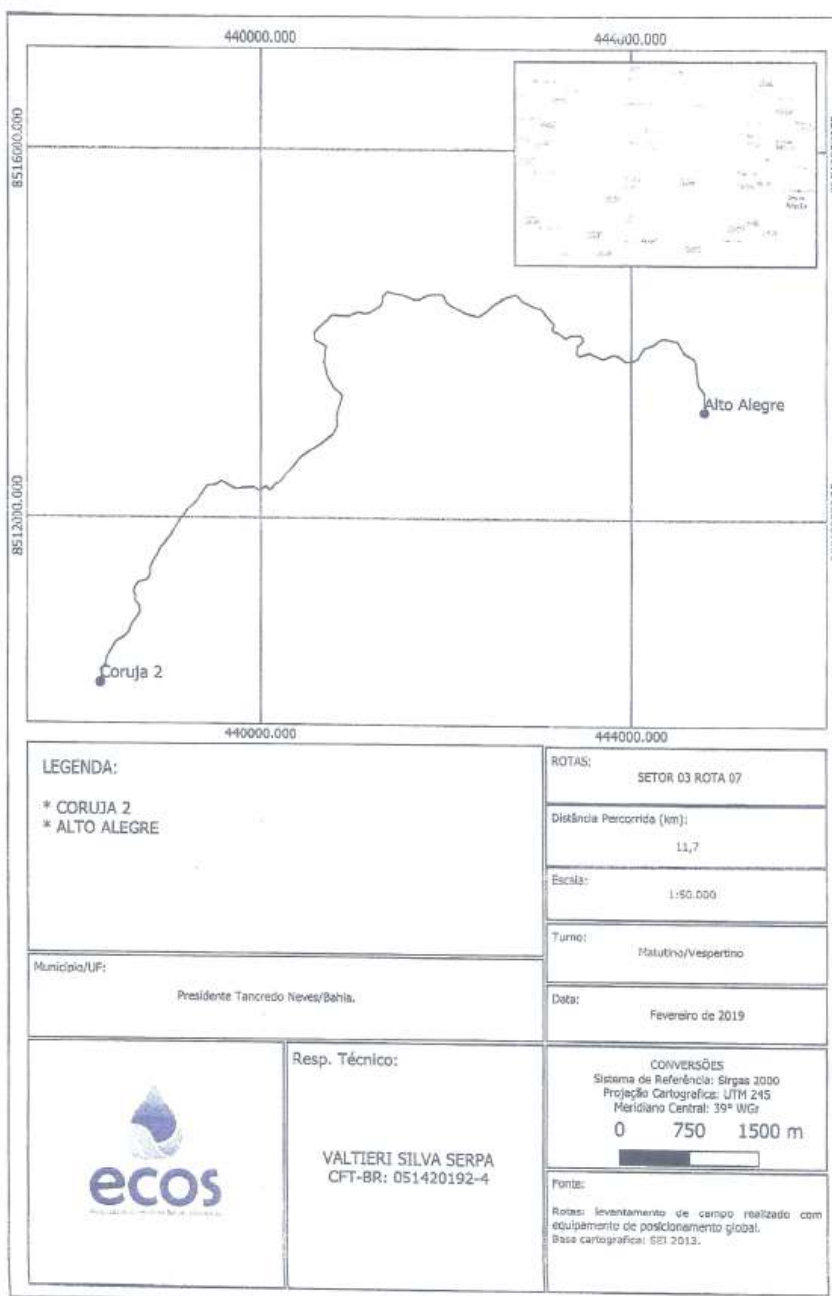 440000.000
444000.000
8516000.000
Alto Alegre
8512000.000
Coruja 2
440000.000
444000.000
LEGENDA:
* CORUJA 2
* ALTO ALEGRE
ROTAS:
SETOR 03 ROTA 07
Distância Percorrida (km):
11,7
Escala:
1:50.000
Turno:
Matutino/Vespertino
Município/UF:
Presidente Tancredo Neves/Bahia.
Data:
Fevereiro de 2019
ecos
Resp. Técnico:
VALTIERI SILVA SERPA
CFT-BR: 051420192-4
CONVERSÕES
Sistema de Referência: Sirgas 2000
Projeção Cartografica: UTM 24S
Meridiano Central: 39° WGr
0 750 1500 m
Fonte:
Rotas: levantamento de campo realizado com
equipamento de posicionamento global.
Base cartografica: SEI 2013.